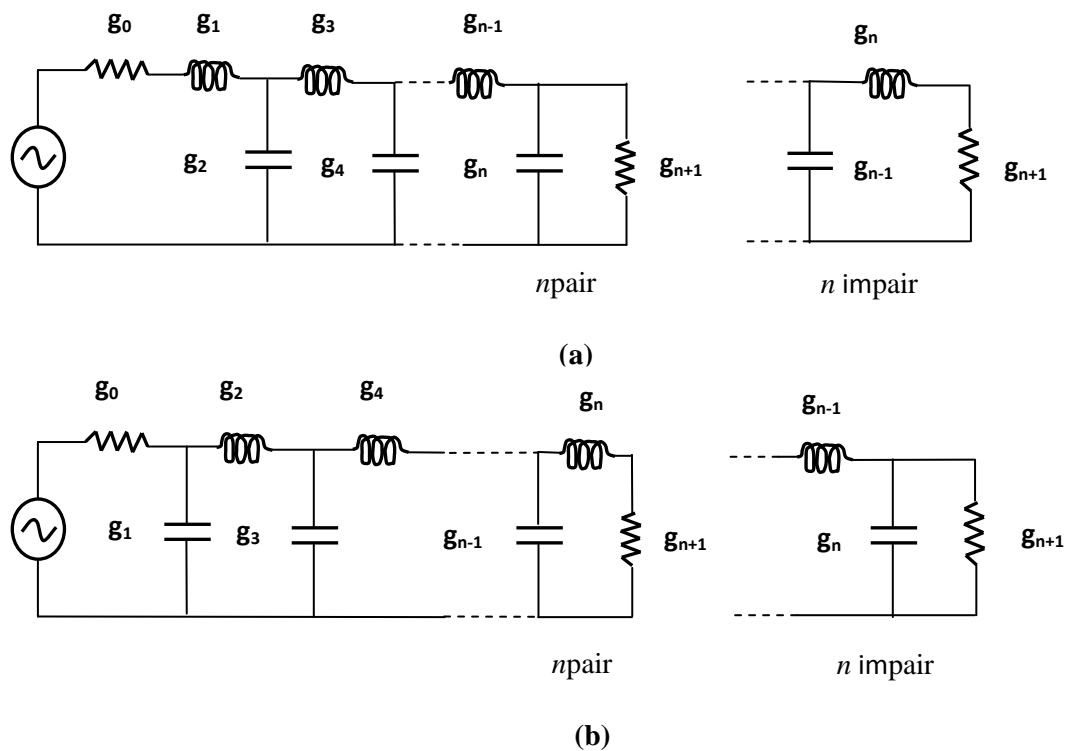 g₀ g₁ g₃ gₙ₋₁ gₙ
g₂ g₄ gₙ gₙ₊₁ gₙ₋₁ gₙ₊₁
npair n impair
(a)
g₀ g₂ g₄ gₙ gₙ₋₁
g₁ g₃ gₙ₋₁ gₙ₊₁ gₙ gₙ₊₁
npair n impair
(b)